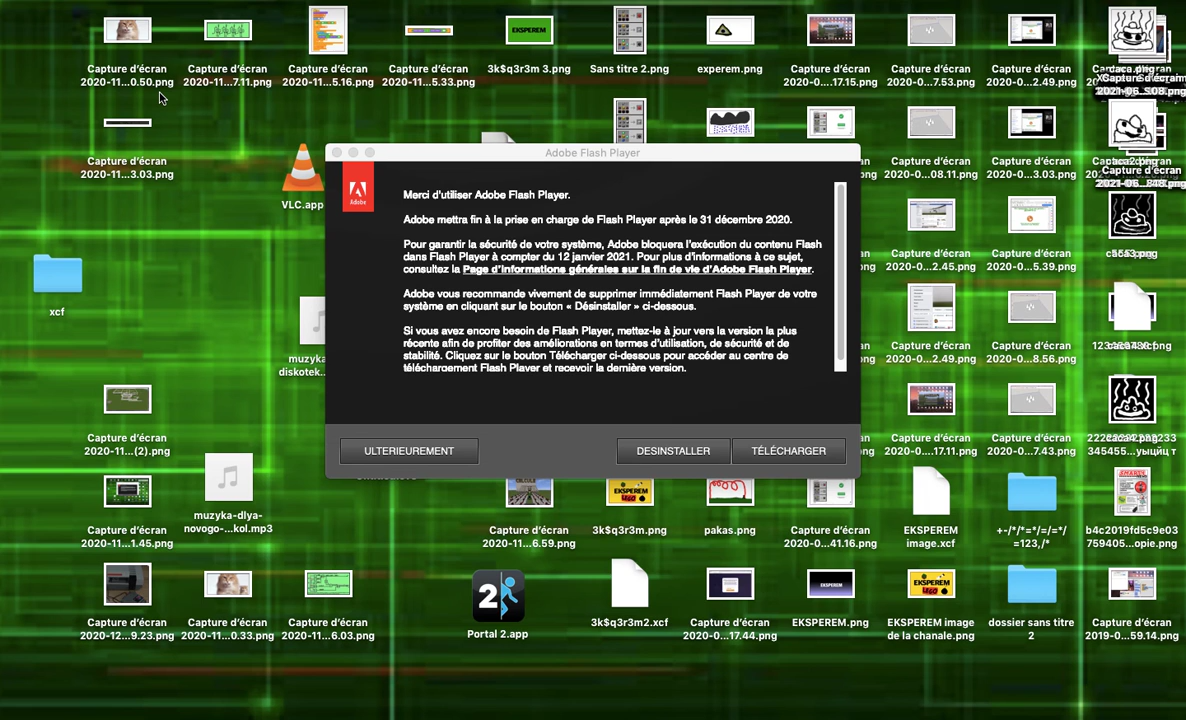 Capture d'écran
2020-11...0.50.png
Capture d'écran
2020-11...7.11.png
Capture d'écran
2020-11...5.16.png
Capture d'écran
2020-11...5.33.png
EKSPEREM
3k$q3r3m 3.png
Sans titre 2.png
experem.png
Capture d'écran
2020-0....17.15.png
Capture d'écran
2020-0...7.53.png
Capture d'écran
2020-0...2.49.png
Capture d'écran
2020-11...3.03.png
VLC.app
Capture d'écran
2020-0...08.11.png
Capture d'écran
2020-0...3.03.png
Adobe Flash Player
Adobe
Merci d'utiliser Adobe Flash Player.
Adobe mettra fin à la prise en charge de Flash Player après le 31 décembre 2020.
Pour garantir la sécurité de votre système, Adobe bloquera l'exécution du contenu Flash
dans Flash Player à compter du 12 janvier 2021. Pour plus d'informations à ce sujet,
consultez la Page d'Informations générales sur la fin de vie d'Adobe Flash Player.
Adobe vous recommande vivement de supprimer immédiatement Flash Player de votre
système en cliquant sur le bouton « Désinstaller » ci-dessous.
Si vous avez encore besoin de Flash Player, mettez-le à jour vers la version la plus
récente afin de profiter des améliorations en termes d'utilisation, de sécurité et de
stabilité. Cliquez sur le bouton Télécharger ci-dessous pour accéder au centre de
téléchargement Flash Player et recevoir la dernière version.
ULTERIEUREMENT
DESINSTALLER
TÉLÉCHARGER
Capture d'écran
2020-0...2.45.png
Capture d'écran
2020-0...5.39.png
xcf
muzyka
diskotek..
Capture d'écran
2020-0...2.49.png
Capture d'écran
2020-0...8.56.png
Capture d'écran
2020-11...(2).png
Capture d'écran
2020-0....17.11.png
Capture d'écran
2020-0...7.43.png
muzyka-dlya-
novogo-...kol.mp3
Capture d'écran
2020-11...1.45.png
Capture d'écran
2020-11...6.59.png
EKSPEREM
3k$q3r3m.png
pakas.png
Capture d'écran
2020-0...41.16.png
EKSPEREM
image.xcf
+-/*/*=*/=/=*/
=123,/*
b4c2019fd5c9e03
759405...opie.png
Capture d'écran
2020-12...9.23.png
Capture d'écran
2020-11...0.33.png
Capture d'écran
2020-11...6.03.png
2
Portal 2.app
3k$q3r3m2.xcf
Capture d'écran
2020-0...17.44.png
EKSPEREM
EKSPEREM.png
EKSPEREM
EKSPEREM image
de la chanale.png
dossier sans titre
2
Capture d'écran
2019-0...59.14.png